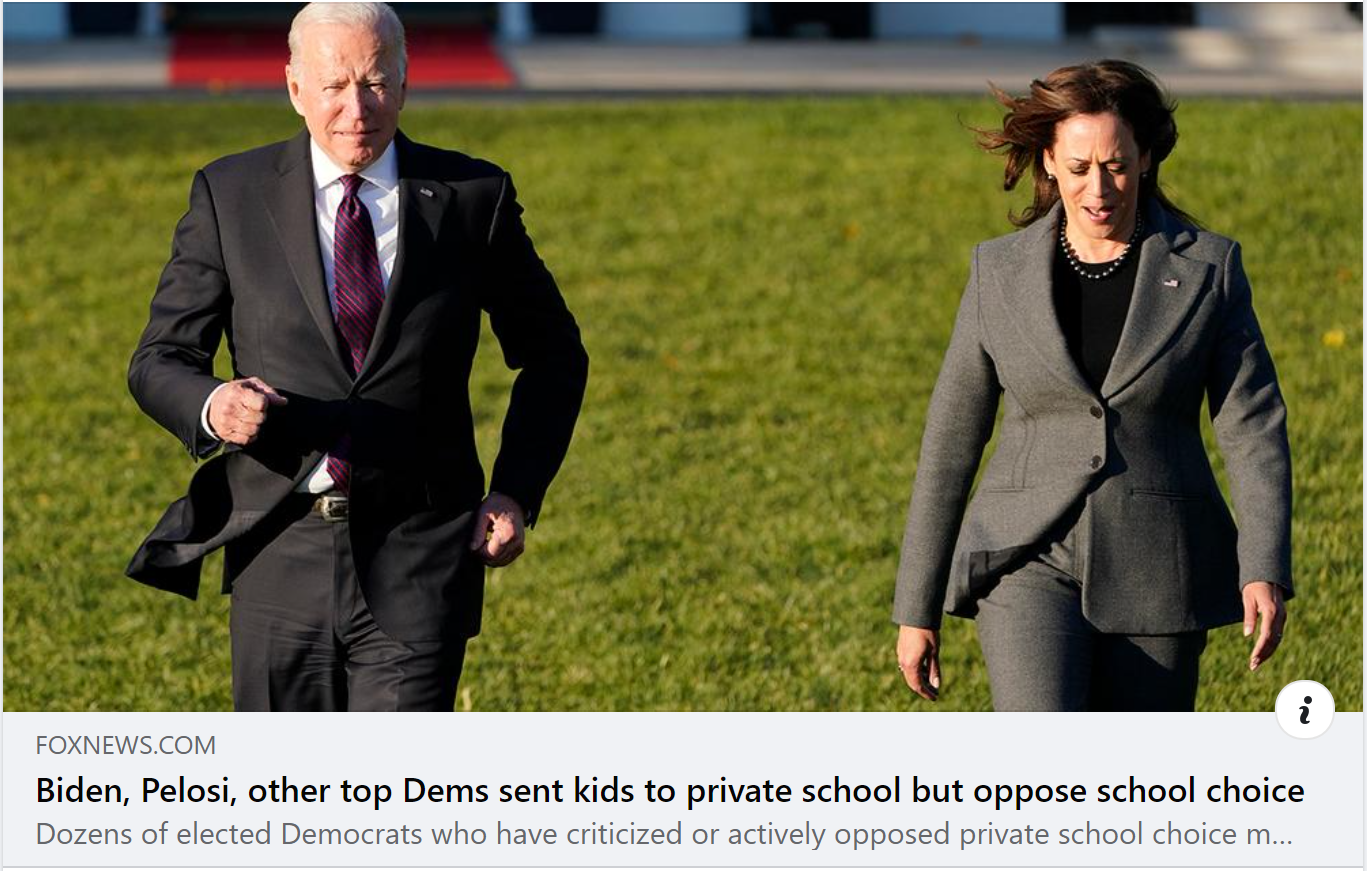 FOXNEWS.COM
Biden, Pelosi, other top Dems sent kids to private school but oppose school choice
Dozens of elected Democrats who have criticized or actively opposed private school choice m...